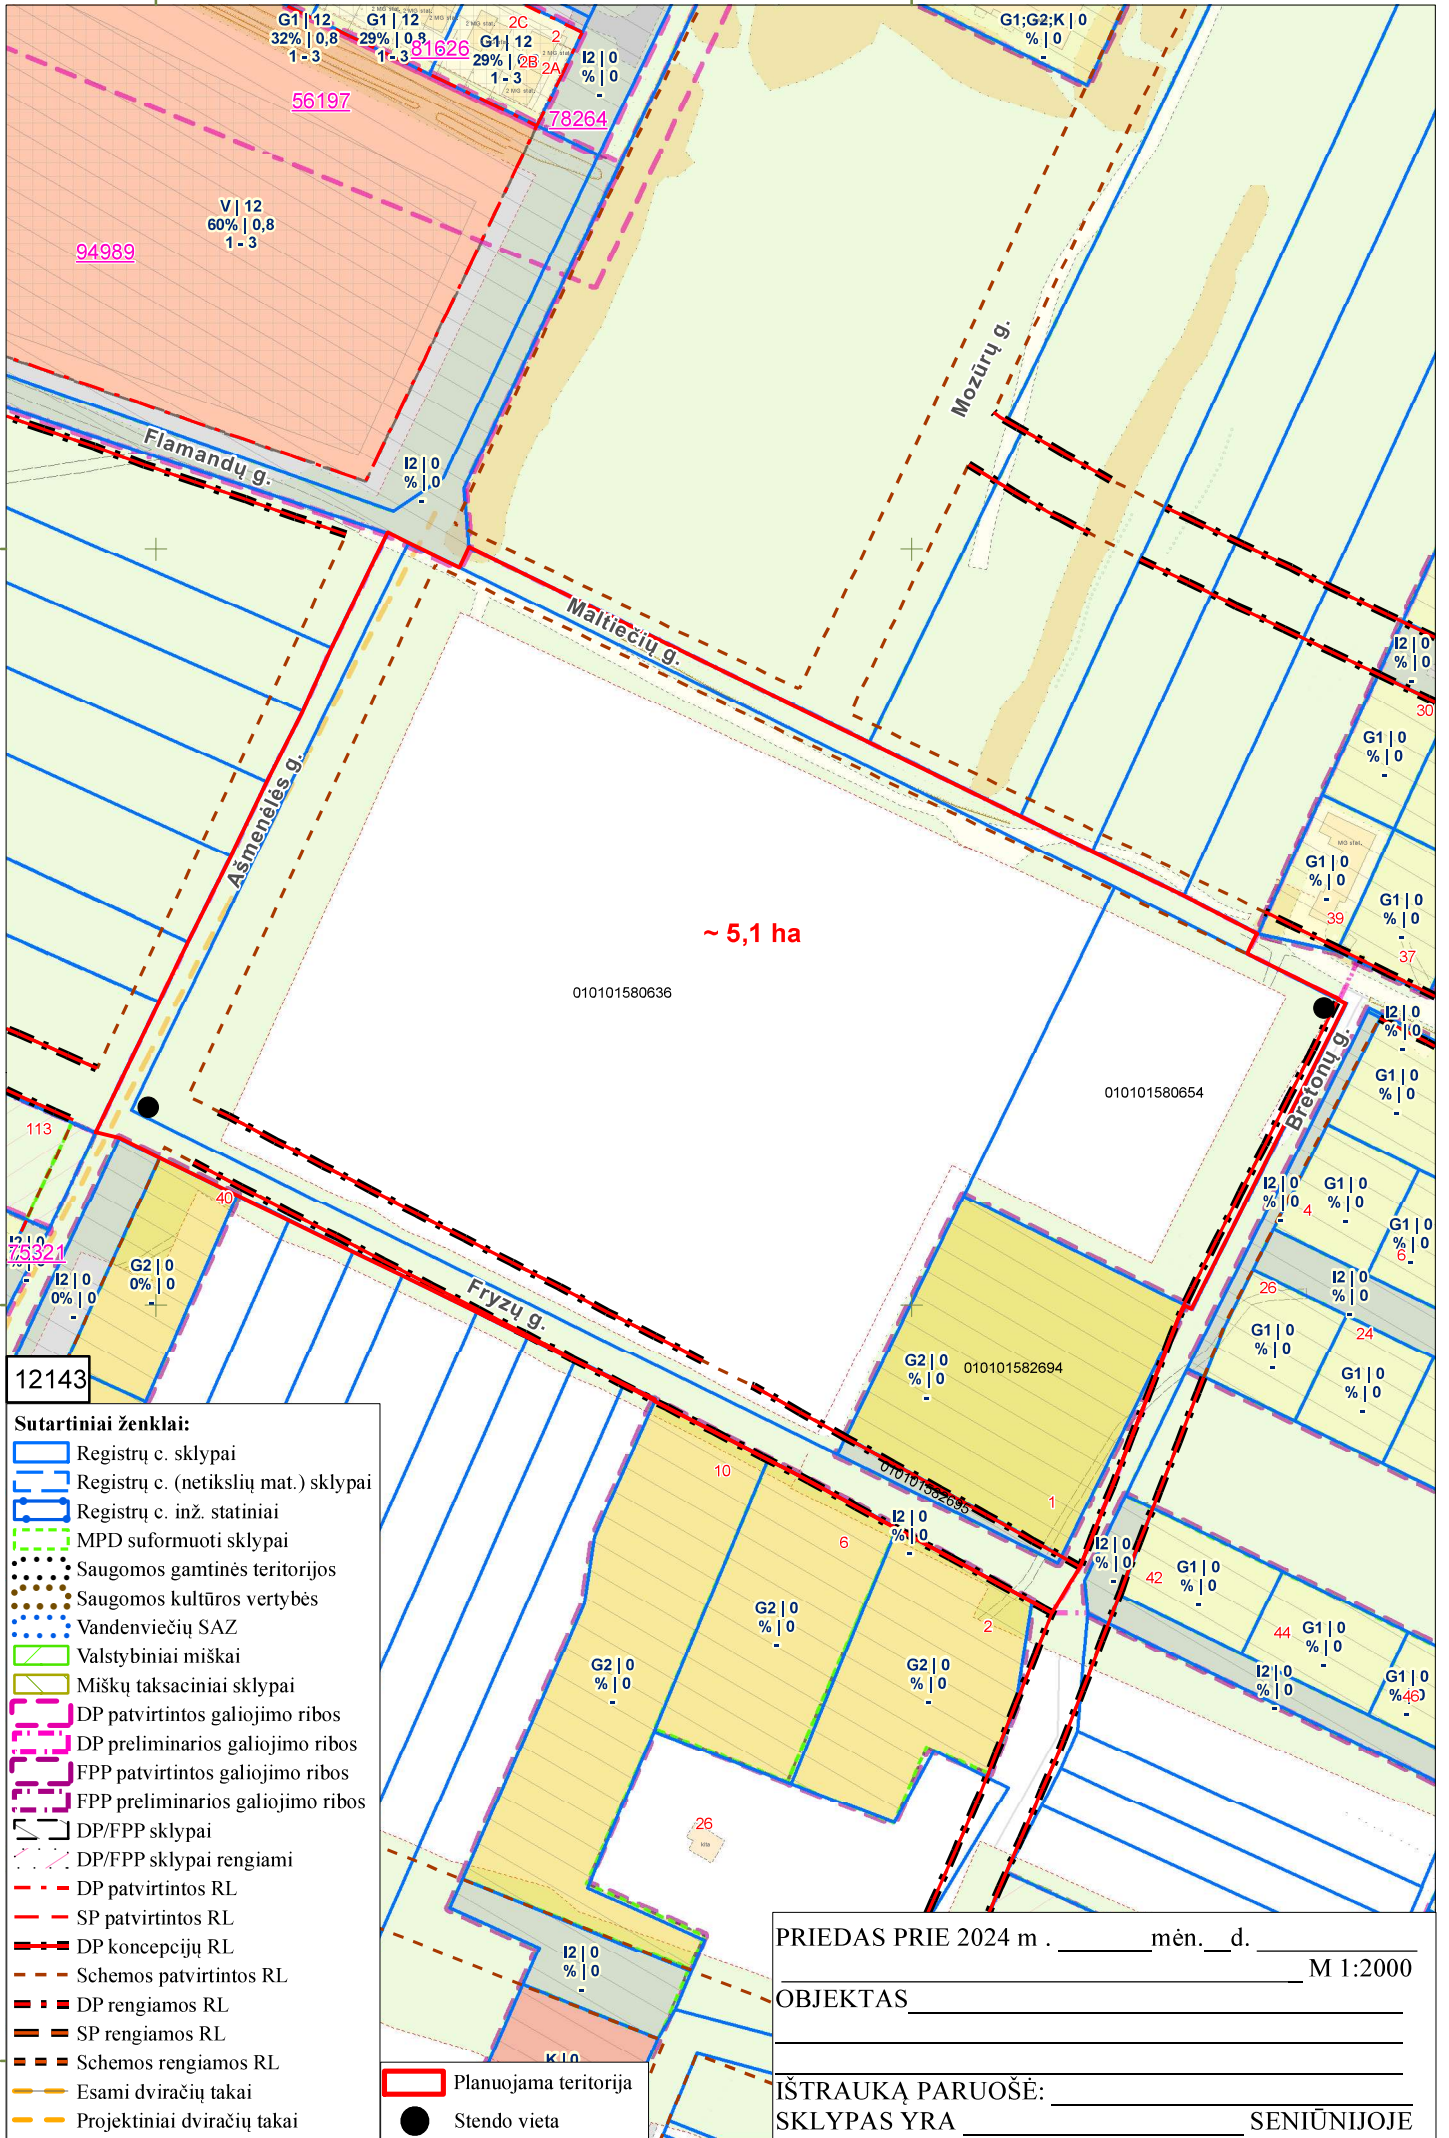 G1 | 12
32% | 0,8
1 - 3
G1 | 12
29% | 0,8
1 - 3
81626
G1 | 12
29% |
1 - 3
2C
2
2B
2A
I2 | 0
% | 0
-
G1;G2;K | 0
% | 0
-
56197
78264
V | 12
60% | 0,8
1 - 3
94989
Mozūrų g.
Flamandų g.
I2 | 0
% | 0
-
Maltiečių g.
I2 | 0
% | 0
-
30
G1 | 0
% | 0
-
Ašmenėlės g.
MG stat.
G1 | 0
% | 0
-
39
G1 | 0
% | 0
-
37
~ 5,1 ha
010101580636
I2 | 0
% | 0
-
Bretonų g.
G1 | 0
% | 0
-
010101580654
113
40
I2 | 0
% | 0
-
4
G1 | 0
% | 0
-
G1 | 0
% | 0
-
6
75321
I2 | 0
0% | 0
-
G2 | 0
0% | 0
-
26
I2 | 0
% | 0
-
Fryzų g.
G1 | 0
% | 0
-
24
G1 | 0
% | 0
-
G2 | 0
% | 0
-
010101582694
12143
010101582695
10
1
6
I2 | 0
% | 0
-
I2 | 0
% | 0
-
42
G1 | 0
% | 0
-
G2 | 0
% | 0
-
2
44
G1 | 0
% | 0
-
G2 | 0
% | 0
-
G2 | 0
% | 0
-
I2 | 0
% | 0
-
G1 | 0
46
26
kita
I2 | 0
% | 0
-
K | 0
Sutartiniai ženklai:
Registrų c. sklypai
Registrų c. (netikslių mat.) sklypai
Registrų c. inž. statiniai
MPD suformuoti sklypai
Saugomos gamtinės teritorijos
Saugomos kultūros vertybės
Vandenviečių SAZ
Valstybiniai miškai
Miškų taksaciniai sklypai
DP patvirtintos galiojimo ribos
DP preliminarios galiojimo ribos
FPP patvirtintos galiojimo ribos
FPP preliminarios galiojimo ribos
DP/FPP sklypai
DP/FPP sklypai rengiami
DP patvirtintos RL
SP patvirtintos RL
DP koncepcijų RL
Schemos patvirtintos RL
DP rengiamos RL
SP rengiamos RL
Schemos rengiamos RL
Esami dviračių takai
Projektiniai dviračių takai
Planuojama teritorija
Stendo vieta
PRIEDAS PRIE 2024 m . ________ mėn. __ d. ______________
M 1:2000
OBJEKTAS
IŠTRAUKĄ PARUOŠĖ:
SKLYPAS YRA ____________________ SENIŪNIJOJE